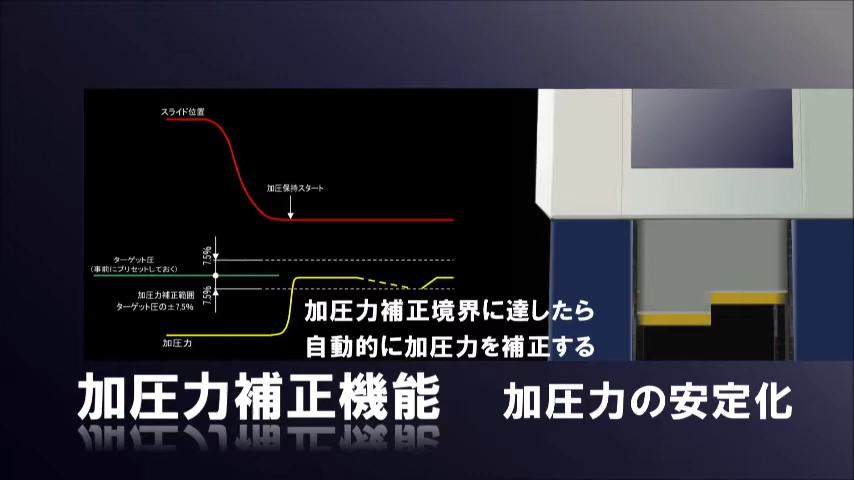 スライド位置
加圧保持スタート
ターゲット圧
(事前にプリセットしておく)
7.5%
7.5%
加圧力補正範囲
ターゲット圧の±7.5%
加圧力
加圧力補正境界に達したら
自動的に加圧力を補正する
加圧力補正機能
加圧力の安定化